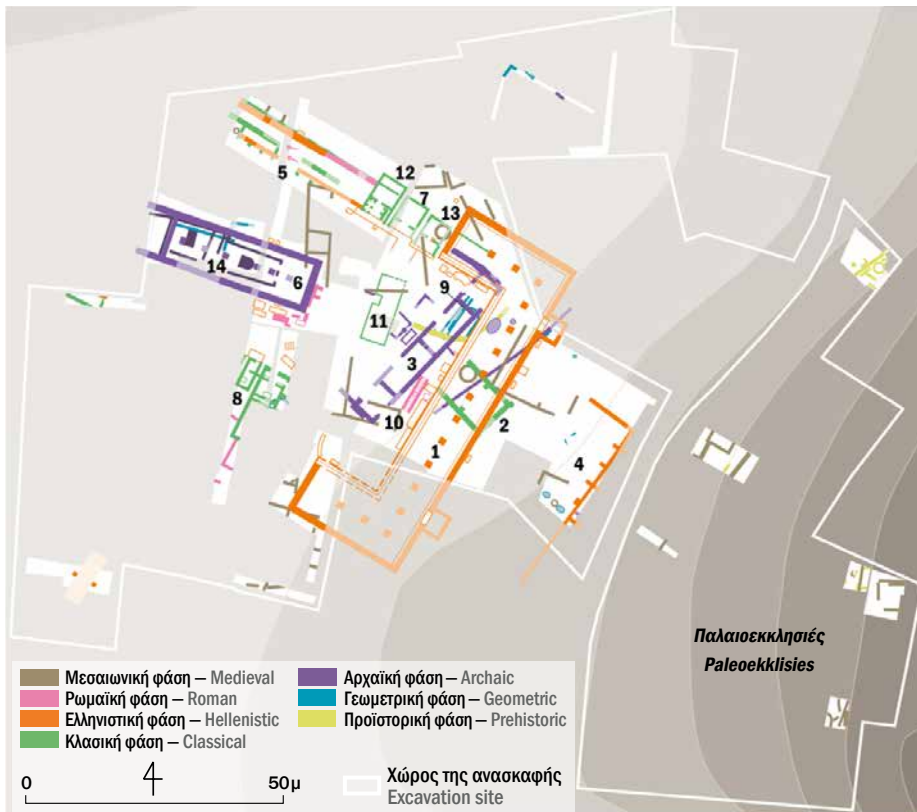 12
5
7
13
14
6
9
11
3
8
10
2
1
4
Παλαιοεκκλησιές
Paleoekklisies
Μεσαιωνική φάση – Medieval
Ρωμαϊκή φάση – Roman
Ελληνιστική φάση – Hellenistic
Κλασική φάση – Classical
Αρχαϊκή φάση – Archaic
Γεωμετρική φάση – Geometric
Προϊστορική φάση – Prehistoric
0 50μ
Χώρος της ανασκαφής
Excavation site